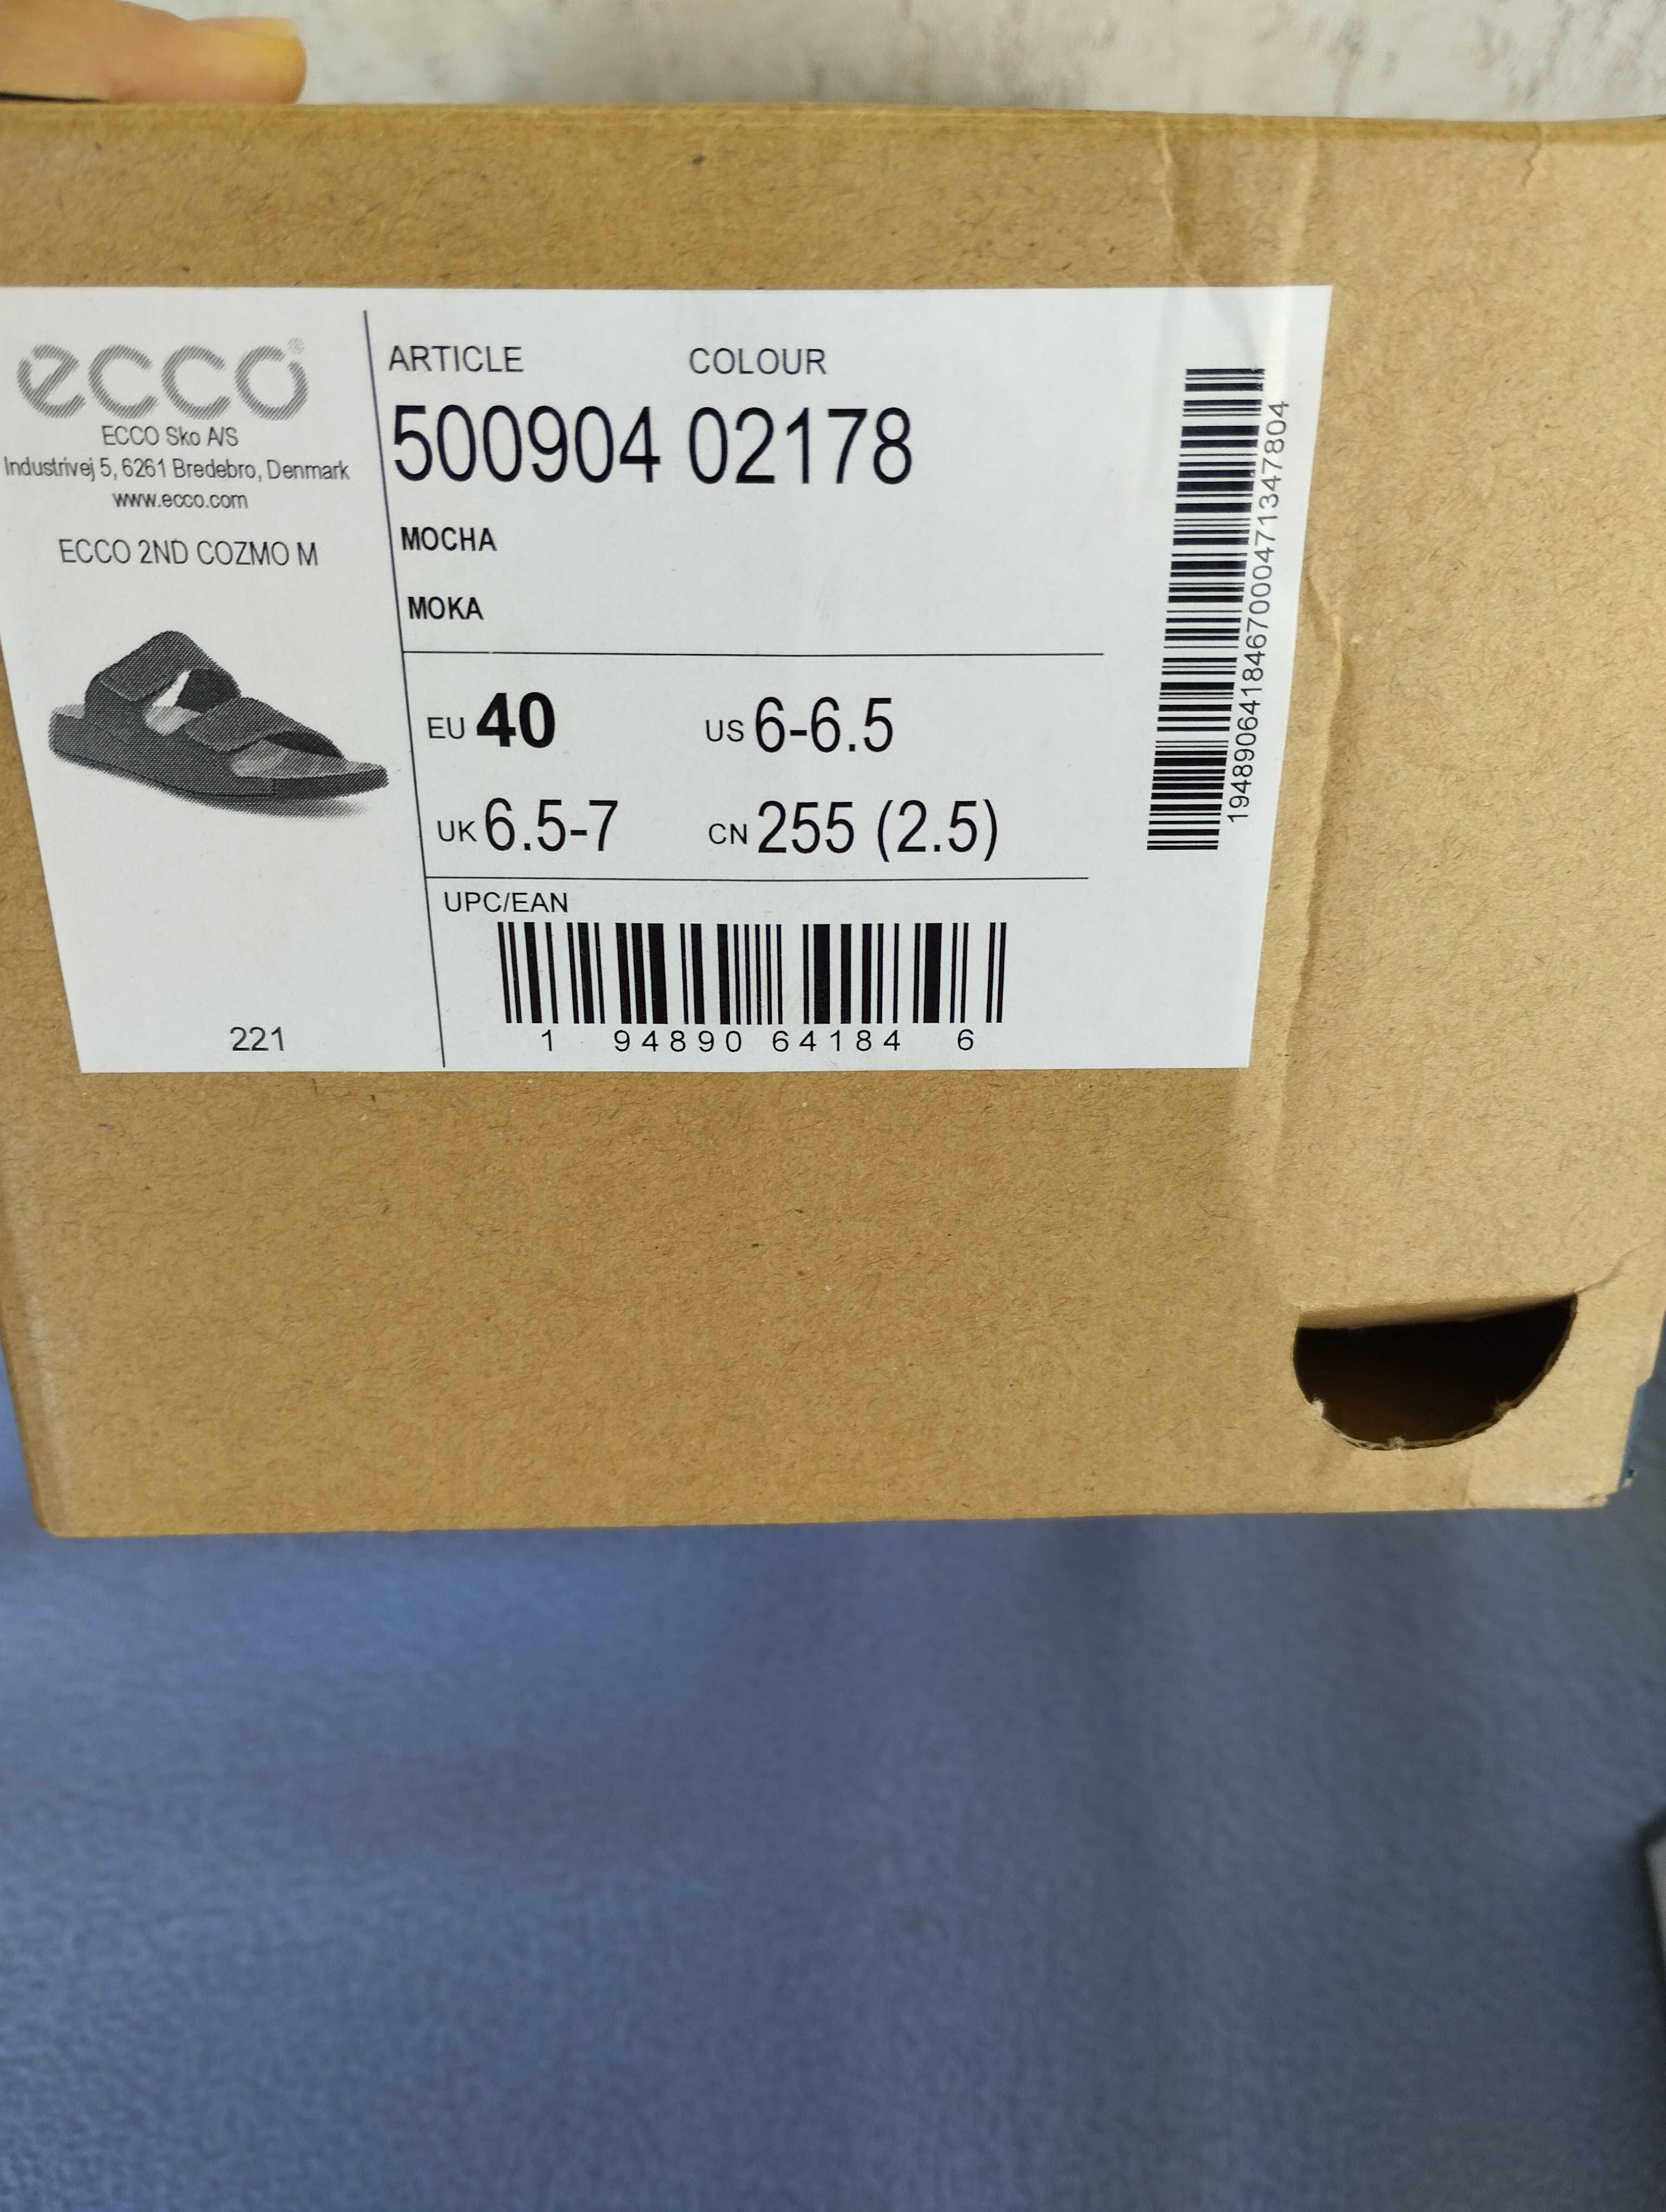 ecco
ECCO Sko A/S
Industrivej 5, 6261 Bredebro, Denmark
www.ecco.com
ECCO 2ND COZMO M
221
ARTICLE COLOUR
500904 02178
MOCHA
MOKA
EU 40 US 6-6.5
UK 6.5-7 CN 255 (2.5)
UPC/EAN
1 94890 64184 6
19489064184670004713478​04